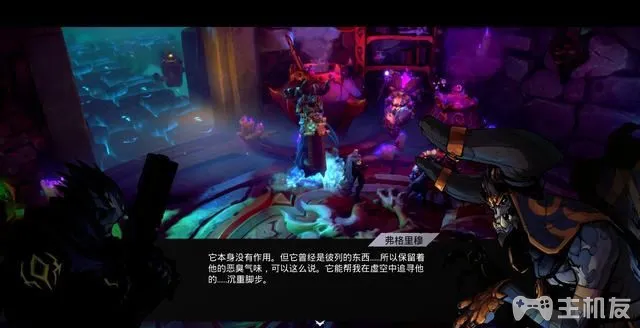 弗格里穆
它本身没有作用。但它曾经是彼列的东西……所以保留着
他的恶臭气味，可以这么说。它能帮我在虚空中追寻他
的……沉重脚步。
主机友